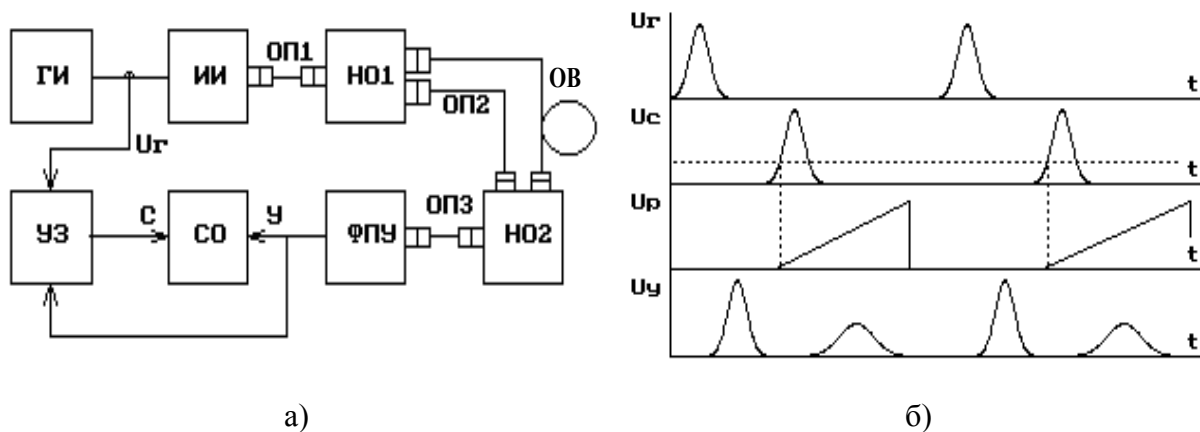 ГИ
ИИ
ОП1
НО1
ОП2
ОВ
Uг
УЗ
С
СО
У
ФПУ
ОП3
НО2
а)
Uг
t
Uс
t
Uр
t
Uу
t
б)